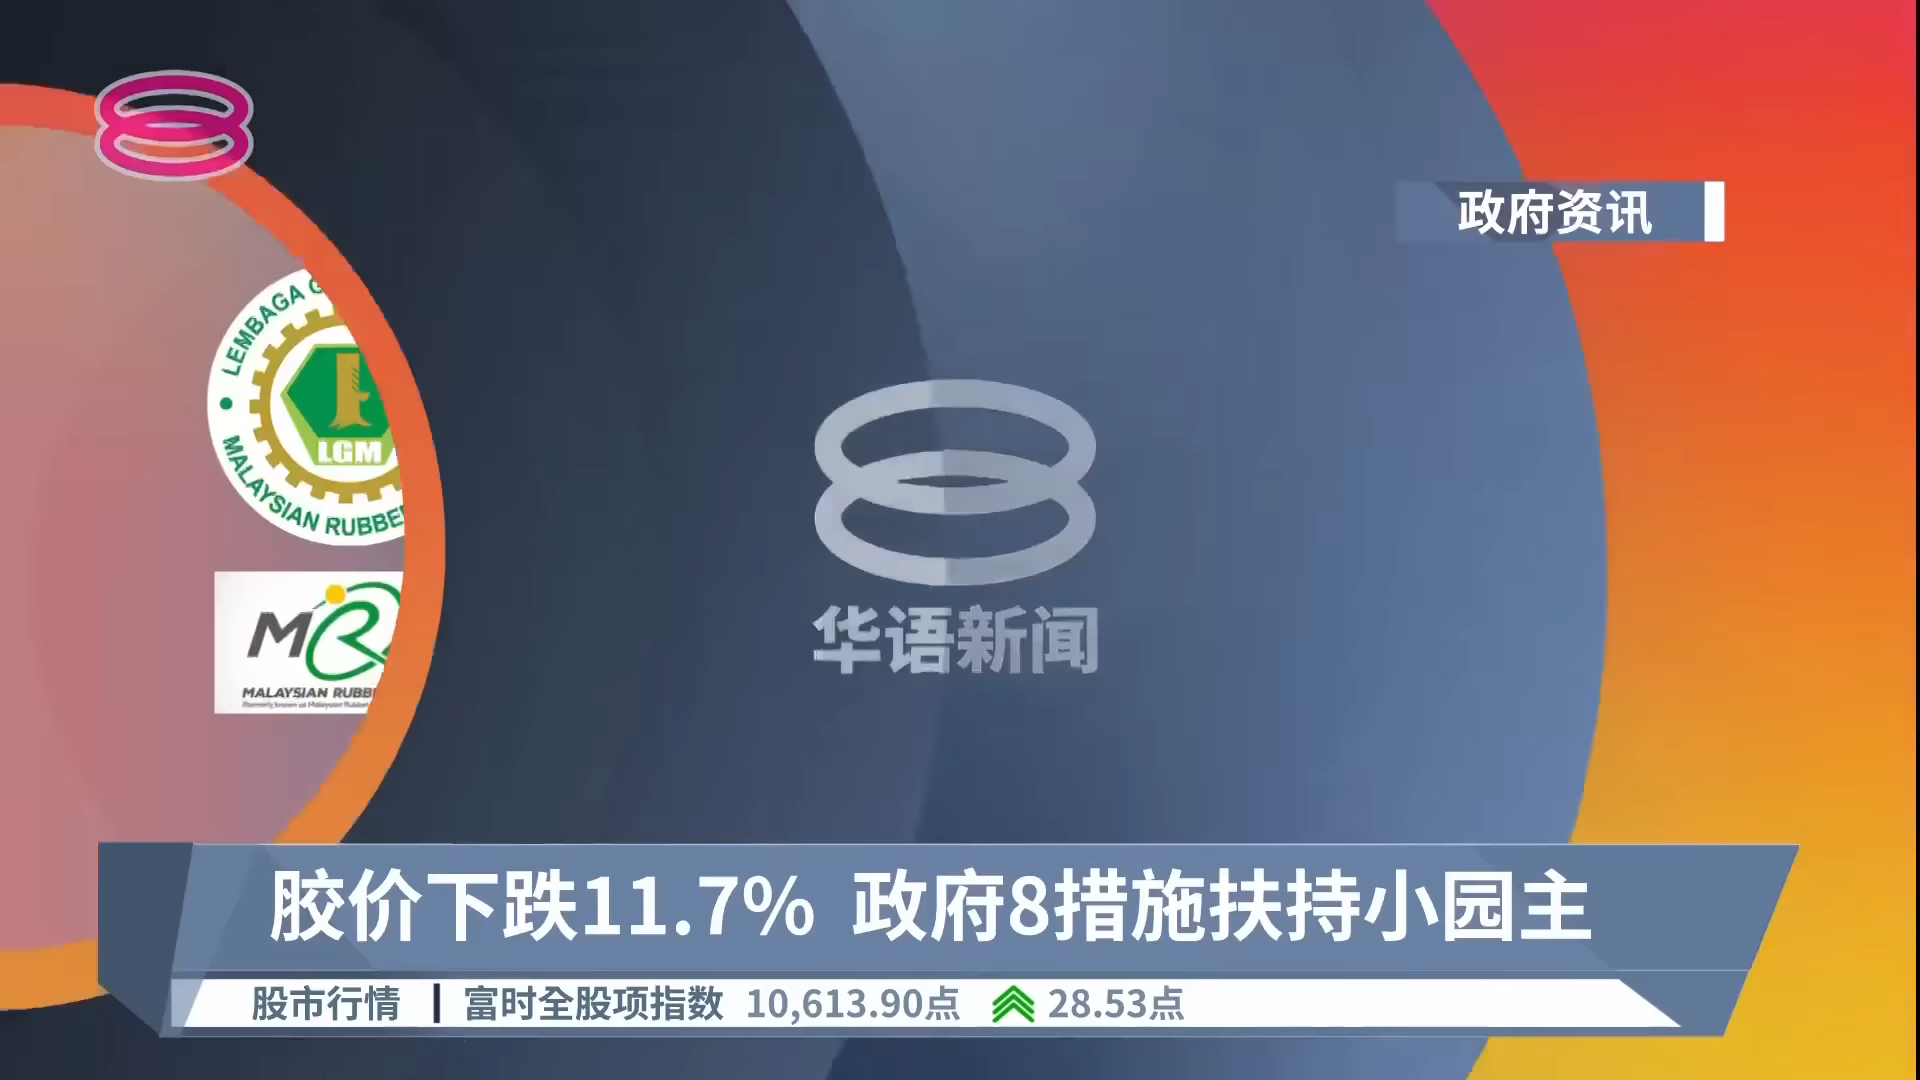 政府资讯
LEMBAGA G
LGM
MALAYSIAN RUBBE
MR
MALAYSIAN RUBB
华语新闻
胶价下跌11.7% 政府8措施扶持小园主
股市行情 | 富时全股项指数 10,613.90点 28.53点